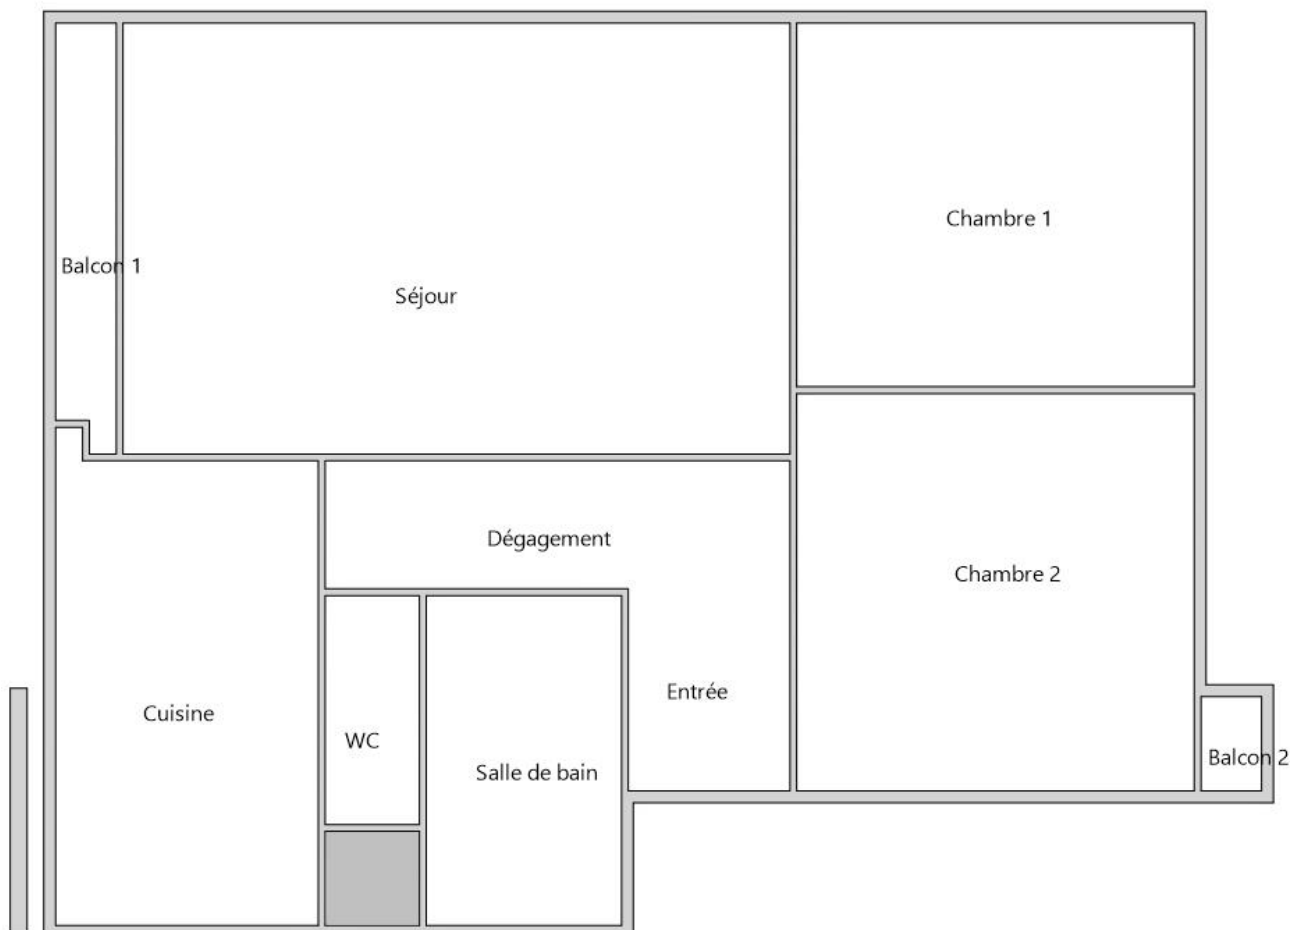 Chambre 1
Balcon 1
Séjour
Dégagement
Chambre 2
Entrée
Cuisine
WC
Balcon 2
Salle de bain